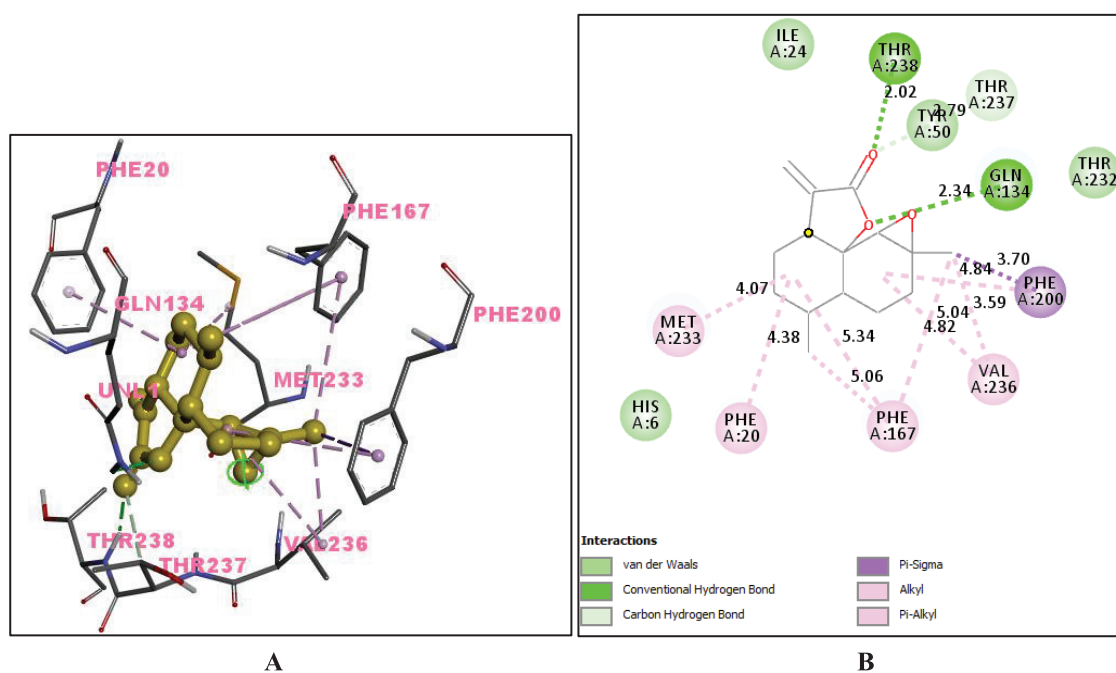 PHE20
PHE167
GLN134
PHE200
UNL1
MET233
THR238
THR237
VAL236
A
ILE
A:24
THR
A:238
2.02
THR
A:237
2.79
TYR
A:50
THR
A:232
GLN
A:134
2.34
O
O
O
3.70
4.84
PHE
A:200
4.07
3.59
5.04
MET
A:233
4.38
5.34
4.82
5.06
VAL
A:236
HIS
A:6
PHE
A:20
PHE
A:167
Interactions
van der Waals
Conventional Hydrogen Bond
Carbon Hydrogen Bond
Pi-Sigma
Alkyl
Pi-Alkyl
B